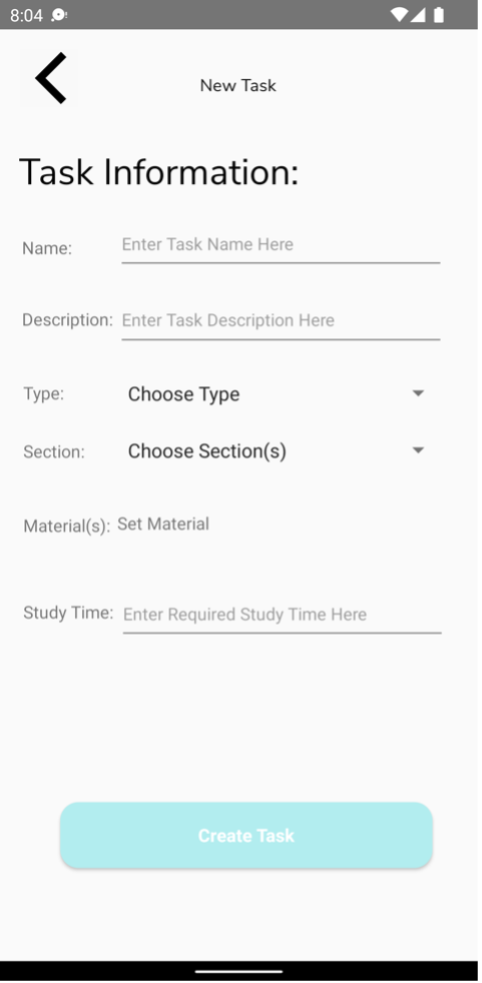 8:04
New Task
Task Information:
Name: Enter Task Name Here
Description: Enter Task Description Here
Type: Choose Type
Section: Choose Section(s)
Material(s): Set Material
Study Time: Enter Required Study Time Here
Create Task